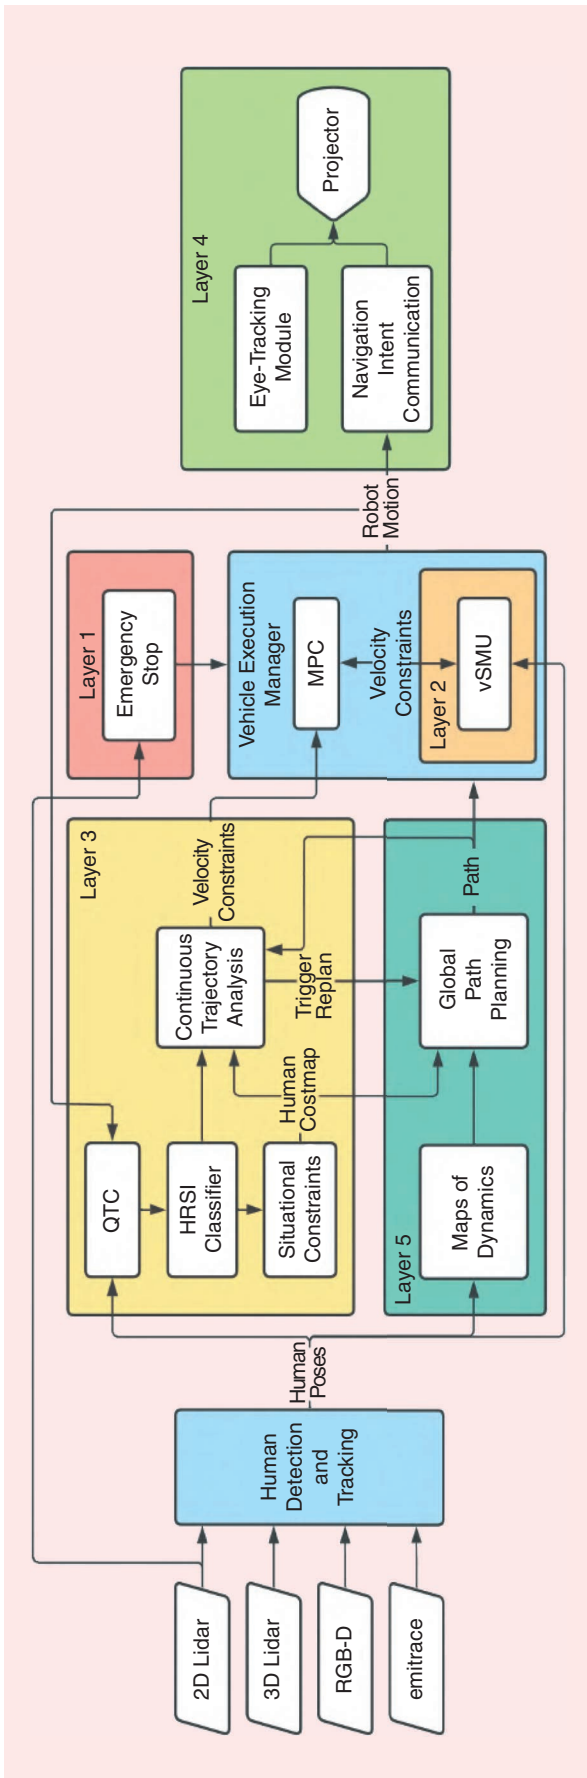 2D Lidar
3D Lidar
RGB-D
emitrace
Human
Detection
and
Tracking
Human
Poses
Layer 3
QTC
HRSI
Classifier
Situational
Constraints
Human
Costmap
Continuous
Trajectory
Analysis
Velocity
Constraints
Trigger
Replan
Layer 5
Maps of
Dynamics
Global
Path
Planning
Path
Layer 1
Emergency
Stop
Vehicle Execution
Manager
MPC
Velocity
Constraints
Layer 2
vSMU
Robot
Motion
Layer 4
Eye-Tracking
Module
Navigation
Intent
Communication
Projector